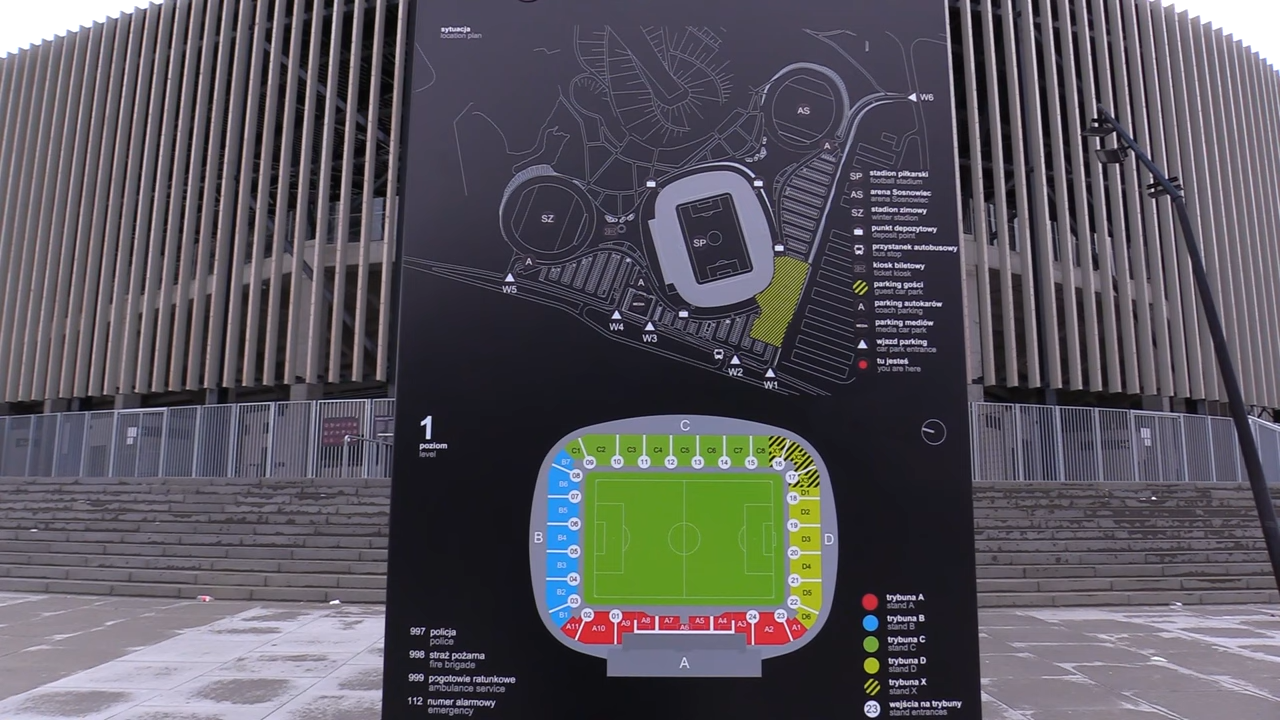 sytuacja
location plan
AS
W6
A
SZ
SP
A
A
W5
W4
W3
W2
W1
SP stadion piłkarski
football stadium
AS arena Sosnowiec
arena Sosnowiec
SZ stadion zimowy
winter stadium
punkt depozytowy
deposit point
przystanek autobusowy
bus stop
kiosk biletowy
ticket kiosk
parking gości
guest car park
A parking autokarów
coach parking
parking mediów
media car park
wjazd parking
car park entrance
tu jesteś
you are here
1
poziom
level
C
C1 C2 C3 C4 C5 C6 C7 C8
09 10 11 12 13 14 15 16
17
B7 08
B6
07
B5
06
B B4
05
B3
04
B2
03
B1
18 D1
D2
19
D3 D
20
D4
21
D5
22
D6
02 01 24 23
A11 A10 A9 A8 A7 A6 A5 A4 A3 A2 A1
A
997 policja
police
998 straż pożarna
fire brigade
999 pogotowie ratunkowe
ambulance service
112 numer alarmowy
emergency
trybuna A
stand A
trybuna B
stand B
trybuna C
stand C
trybuna D
stand D
trybuna X
stand X
23 wejścia na trybuny
stand entrances